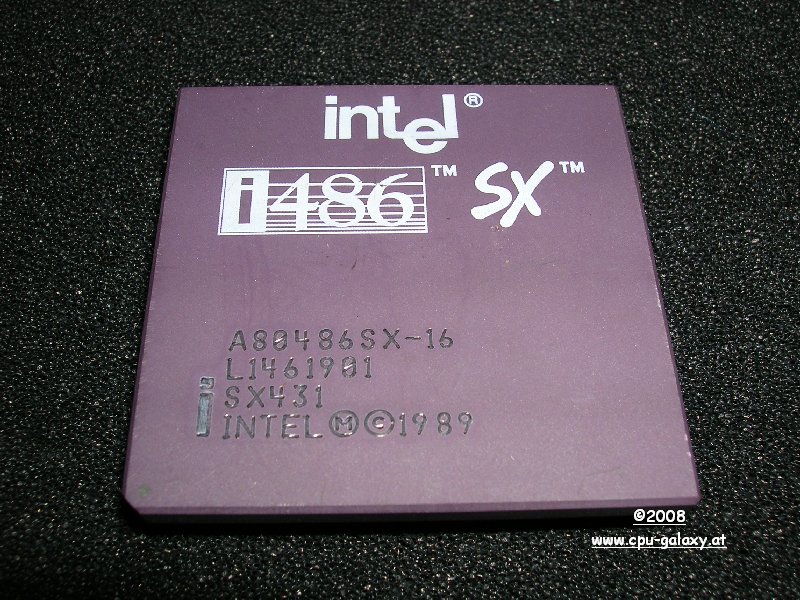 intel®
i486™ SX™
A80486SX-16
L1461901
SX431
INTEL Ⓜ©1989
©2008
www.cpu-galaxy.at